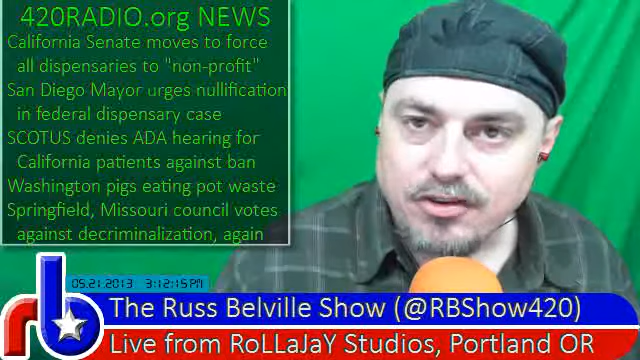 420RADIO.org NEWS
California Senate moves to force
all dispensaries to "non-profit"
San Diego Mayor urges nullification
in federal dispensary case
SCOTUS denies ADA hearing for
California patients against ban
Washington pigs eating pot waste
Springfield, Missouri council votes
against decriminalization, again
05.21.2013 3:12:15 PM
rb
The Russ Belville Show (@RBShow420)
Live from RoLLaJaY Studios, Portland OR